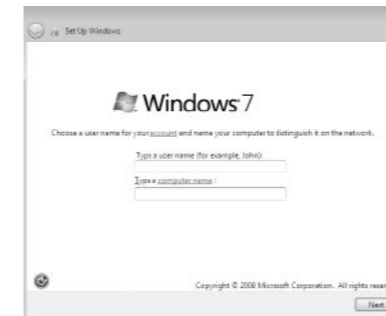 Set Up Windows
Windows 7
Choose a user name for your account and name your computer to distinguish it on the network.
Type a user name (for example, John):
Type a computer name :
Copyright © 2008 Microsoft Corporation. All rights reser
Next